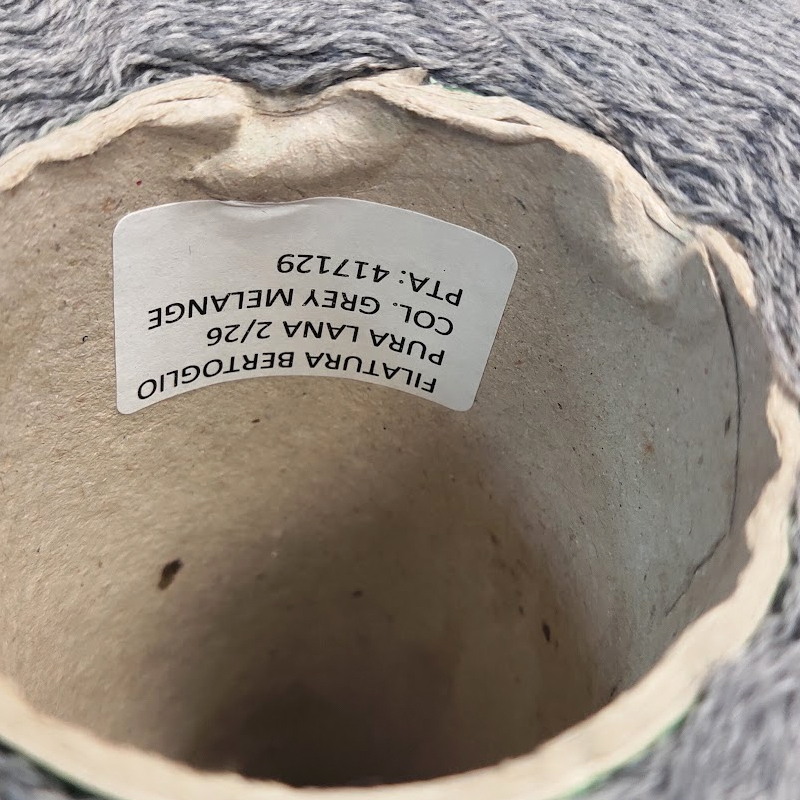 FILATURA BERTOGLIO
PURA LANA 2/26
COL. GREY MELANGE
PTA: 417129